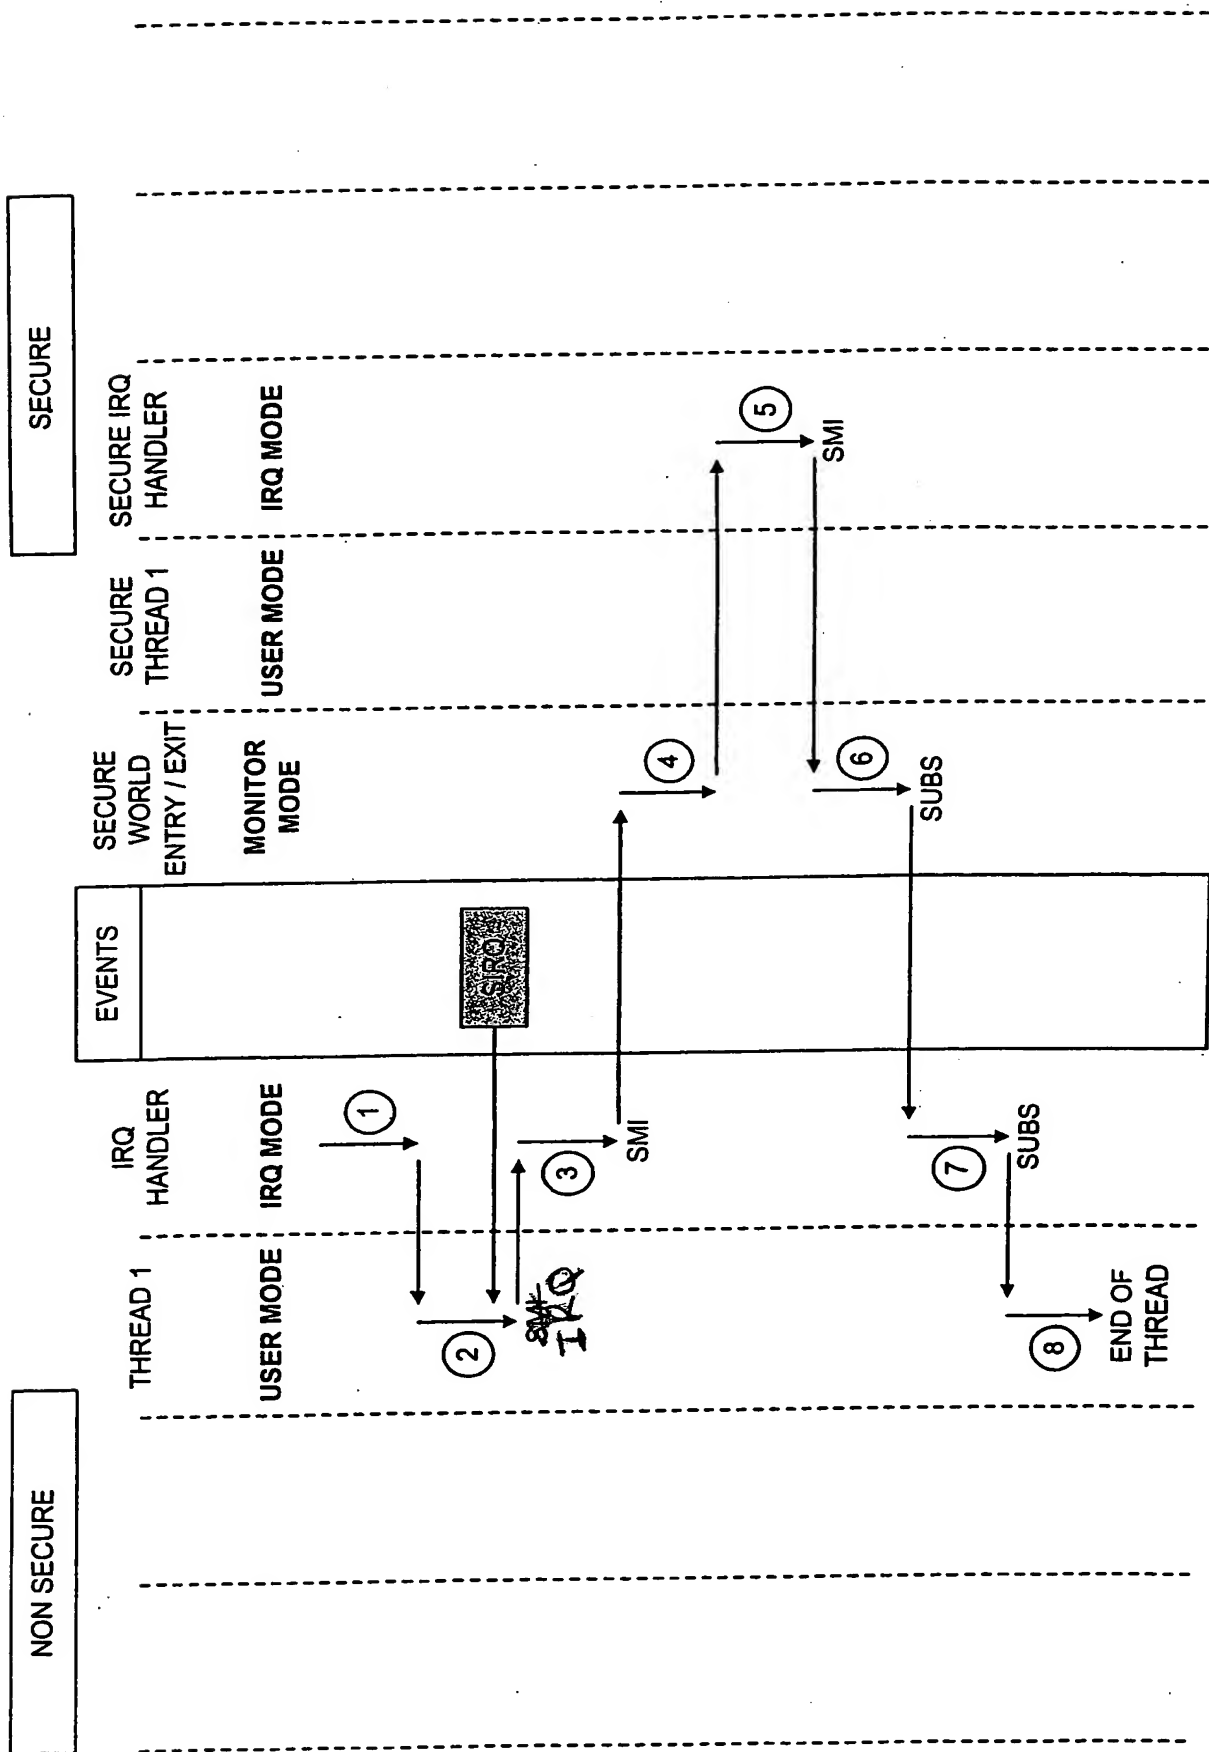 NON SECURE
SECURE
THREAD 1
USER MODE
IRQ
HANDLER
IRQ MODE
EVENTS
SECURE
WORLD
ENTRY / EXIT
MONITOR
MODE
SECURE
THREAD 1
USER MODE
SECURE IRQ
HANDLER
IRQ MODE
1
2
SIRQ
IRQ
3
SMI
4
5
SMI
6
SUBS
7
SUBS
8
END OF
THREAD